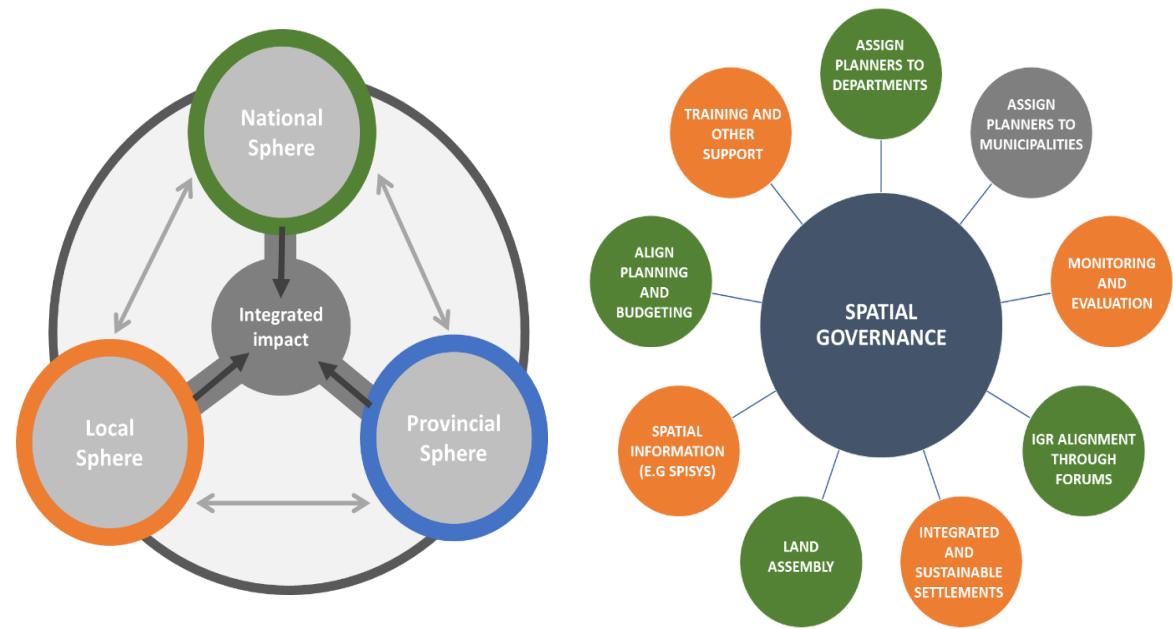 National
Sphere
Integrated
impact
Local
Sphere
Provincial
Sphere
ASSIGN
PLANNERS TO
DEPARTMENTS
ASSIGN
PLANNERS TO
MUNICIPALITIES
MONITORING
AND
EVALUATION
IGR ALIGNMENT
THROUGH
FORUMS
INTEGRATED
AND
SUSTAINABLE
SETTLEMENTS
LAND
ASSEMBLY
SPATIAL
INFORMATION
(E.G SPISYS)
ALIGN
PLANNING
AND
BUDGETING
TRAINING AND
OTHER
SUPPORT
SPATIAL
GOVERNANCE